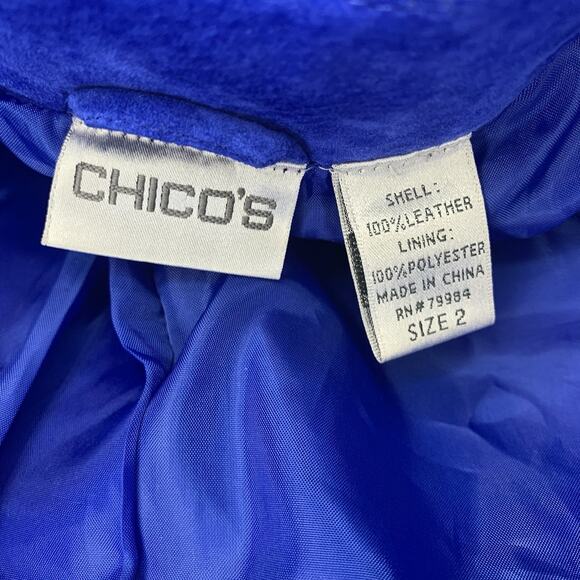 CHICO'S
SHELL:
100%LEATHER
LINING:
100%POLYESTER
MADE IN CHINA
RN#79984
SIZE 2